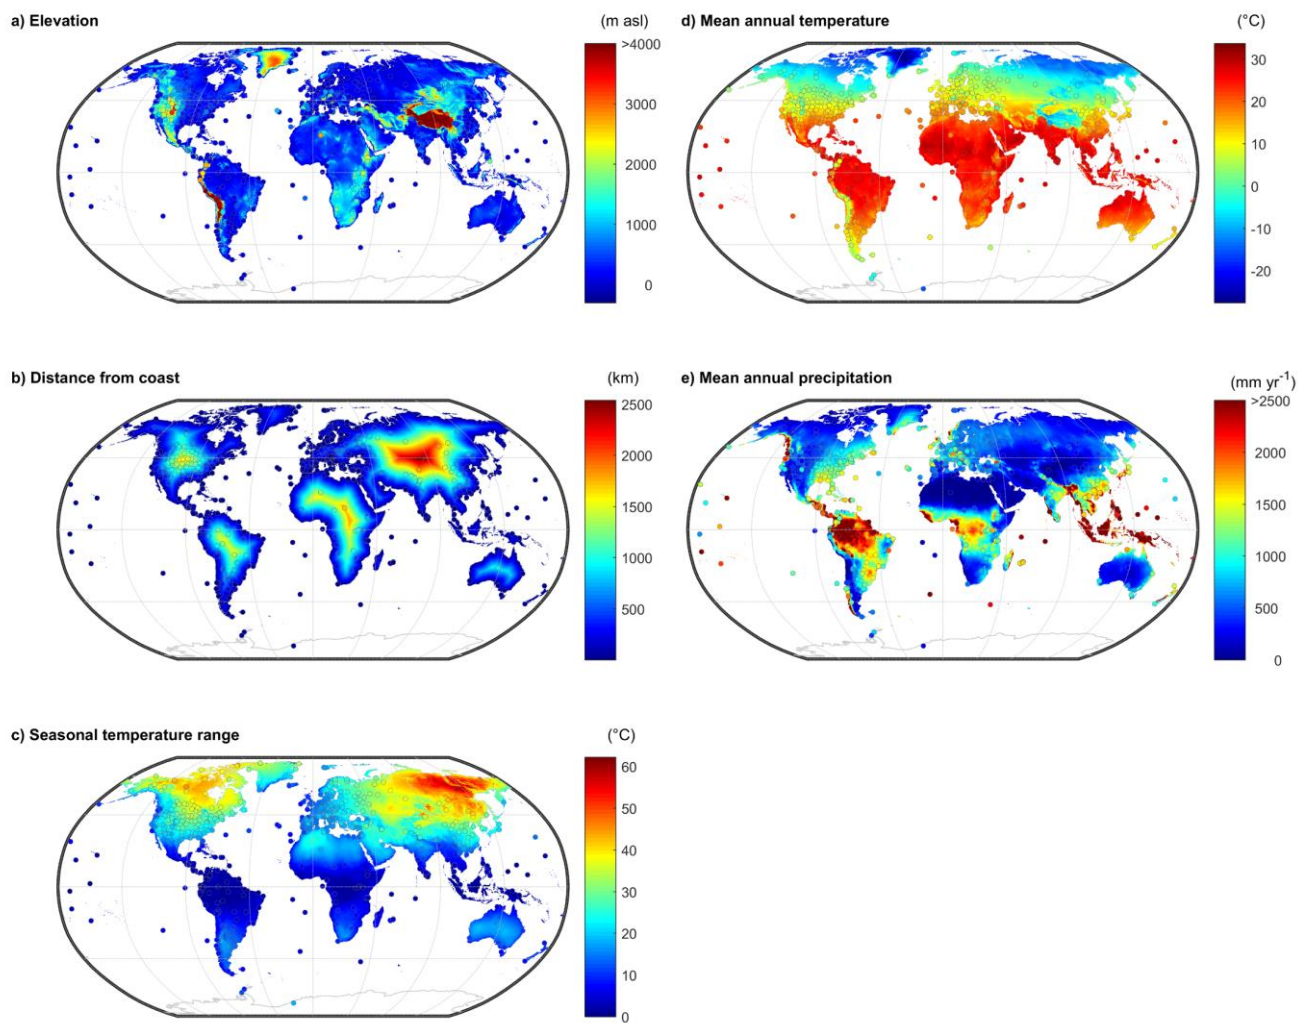 a) Elevation
(m asl)
>4000
3000
2000
1000
0
d) Mean annual temperature
(°C)
30
20
10
0
-10
-20
b) Distance from coast
(km)
2500
2000
1500
1000
500
e) Mean annual precipitation
(mm yr-1)
>2500
2000
1500
1000
500
0
c) Seasonal temperature range
(°C)
60
50
40
30
20
10
0